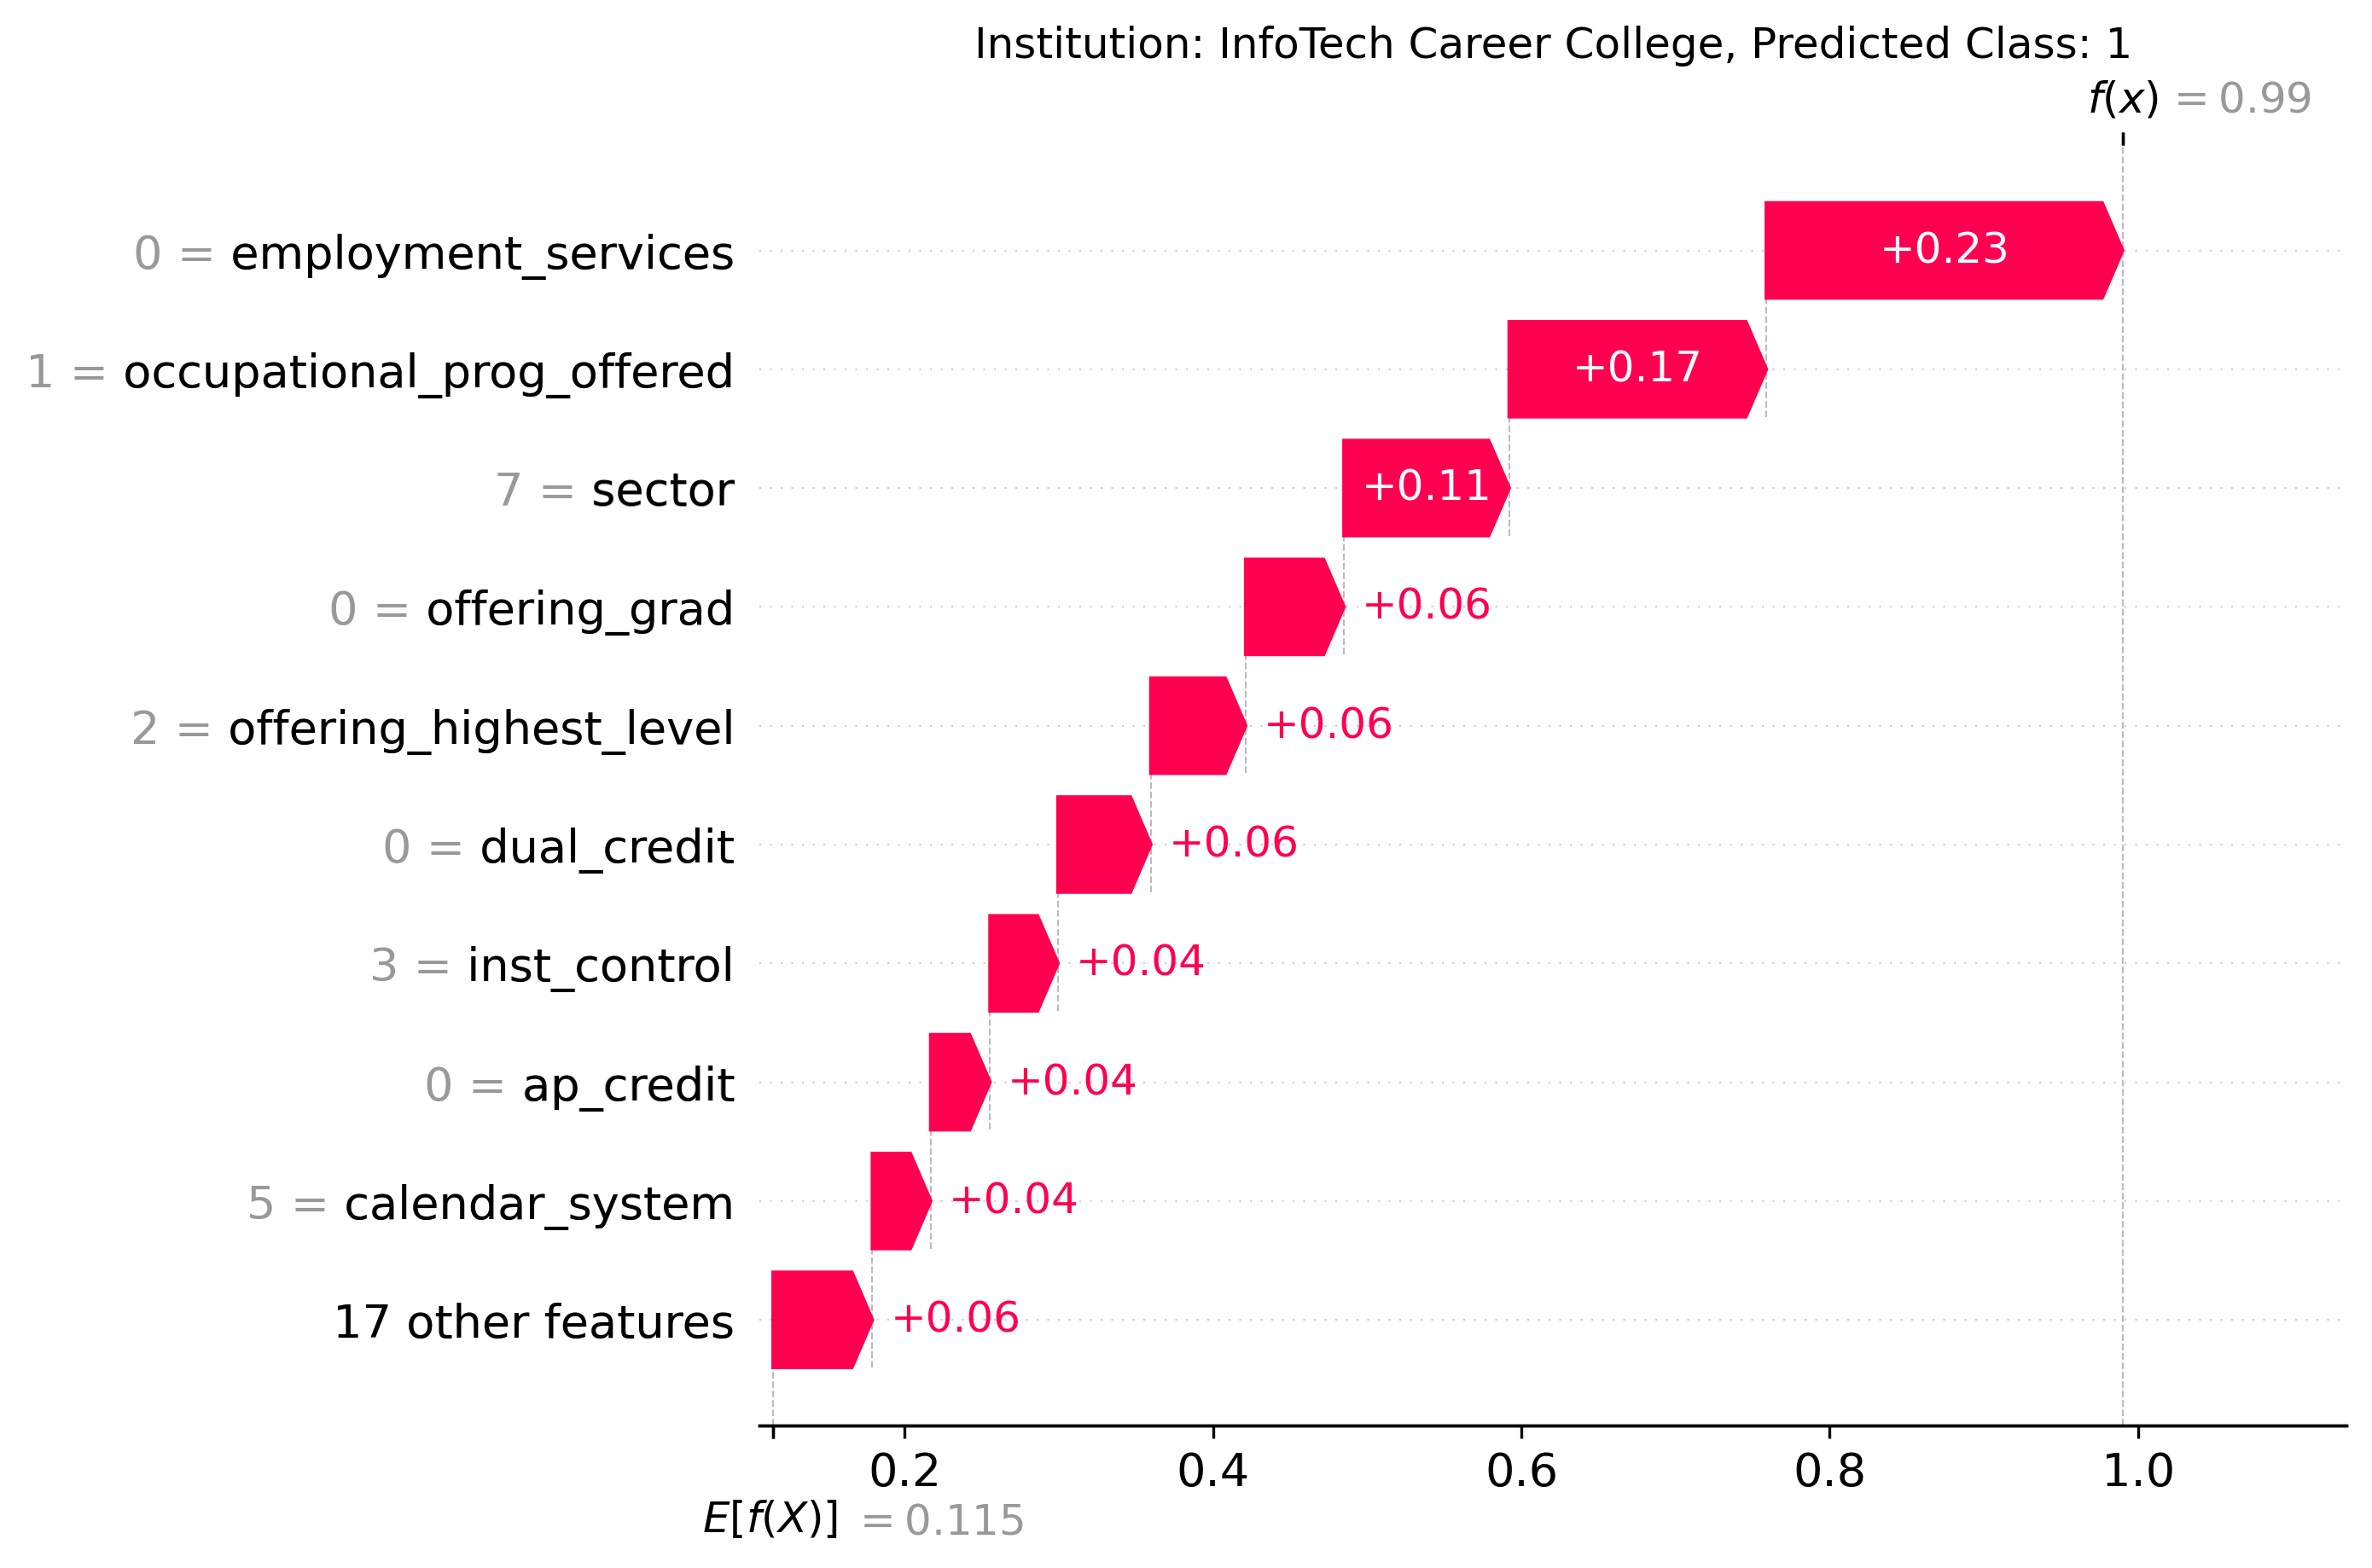 Institution: InfoTech Career College, Predicted Class: 1
f(x) = 0.99
0 = employment_services +0.23
1 = occupational_prog_offered +0.17
7 = sector +0.11
0 = offering_grad +0.06
2 = offering_highest_level +0.06
0 = dual_credit +0.06
3 = inst_control +0.04
0 = ap_credit +0.04
5 = calendar_system +0.04
17 other features +0.06
0.2 0.4 0.6 0.8 1.0
E[f(X)] = 0.115